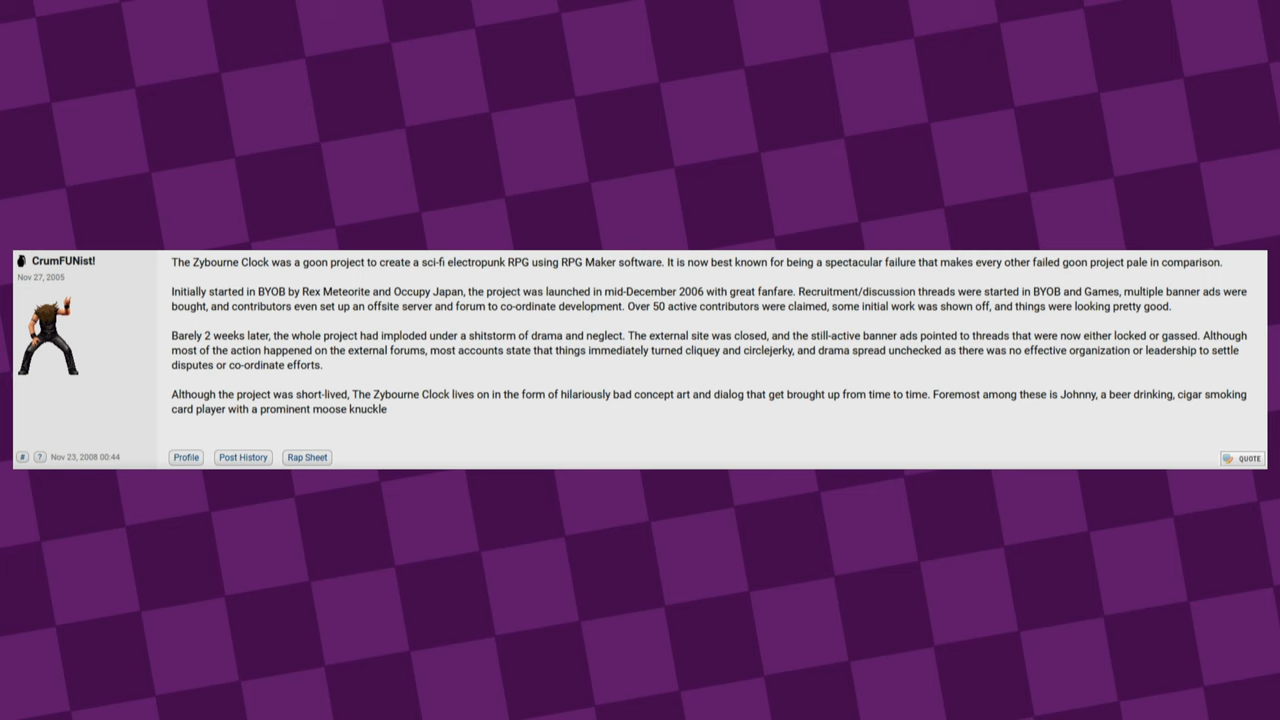 CrumFUNist!
Nov 27, 2005
The Zybourne Clock was a goon project to create a sci-fi electropunk RPG using RPG Maker software. It is now best known for being a spectacular failure that makes every other failed goon project pale in comparison.
Initially started in BYOB by Rex Meteorite and Occupy Japan, the project was launched in mid-December 2006 with great fanfare. Recruitment/discussion threads were started in BYOB and Games, multiple banner ads were
bought, and contributors even set up an offsite server and forum to co-ordinate development. Over 50 active contributors were claimed, some initial work was shown off, and things were looking pretty good.
Barely 2 weeks later, the whole project had imploded under a shitstorm of drama and neglect. The external site was closed, and the still-active banner ads pointed to threads that were now either locked or gassed. Although
most of the action happened on the external forums, most accounts state that things immediately turned cliquey and circlejerky, and drama spread unchecked as there was no effective organization or leadership to settle
disputes or co-ordinate efforts.
Although the project was short-lived, The Zybourne Clock lives on in the form of hilariously bad concept art and dialog that get brought up from time to time. Foremost among these is Johnny, a beer drinking, cigar smoking
card player with a prominent moose knuckle
# ? Nov 23, 2008 00:44
Profile Post History Rap Sheet
QUOTE